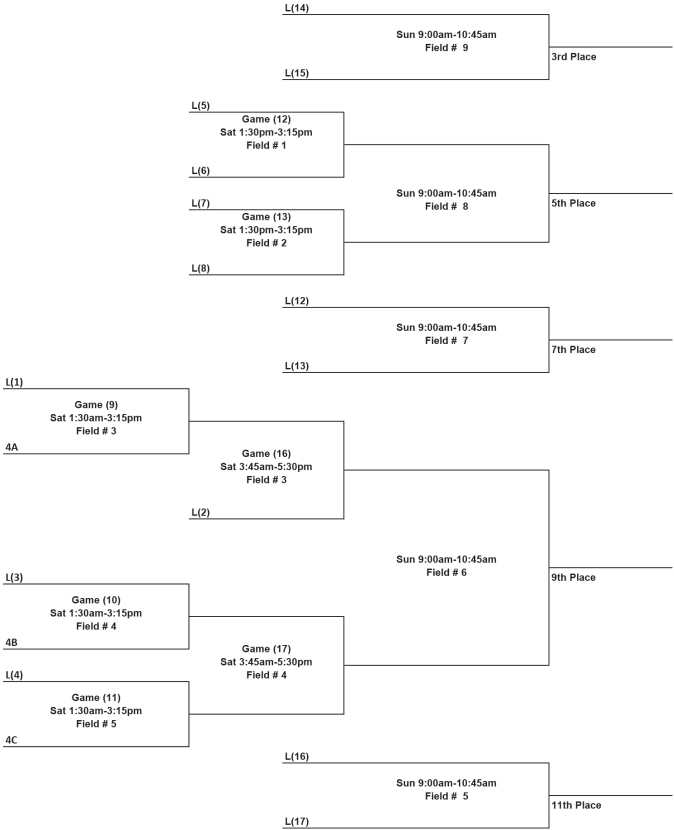 L(14)
Sun 9:00am-10:45am
Field # 9
3rd Place
L(15)
L(5)
Game (12)
Sat 1:30pm-3:15pm
Field # 1
L(6)
Sun 9:00am-10:45am
Field # 8
5th Place
L(7)
Game (13)
Sat 1:30pm-3:15pm
Field # 2
L(8)
L(12)
Sun 9:00am-10:45am
Field # 7
7th Place
L(13)
L(1)
Game (9)
Sat 1:30am-3:15pm
Field # 3
4A
Game (16)
Sat 3:45am-5:30pm
Field # 3
L(2)
Sun 9:00am-10:45am
Field # 6
9th Place
L(3)
Game (10)
Sat 1:30am-3:15pm
Field # 4
4B
Game (17)
Sat 3:45am-5:30pm
Field # 4
L(4)
Game (11)
Sat 1:30am-3:15pm
Field # 5
4C
L(16)
Sun 9:00am-10:45am
Field # 5
11th Place
L(17)